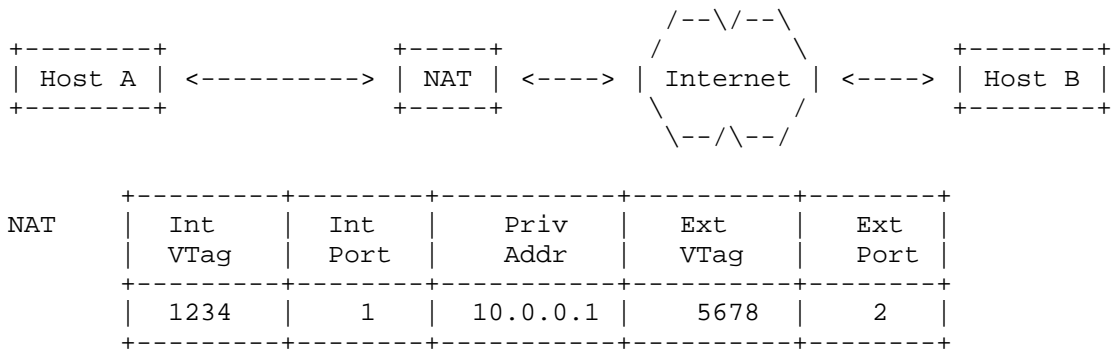 /--\/--\
+--------+ +-----+ / \ +--------+
| Host A | <----------> | NAT | <----> | Internet | <----> | Host B |
+--------+ +-----+ \ / +--------+
\--/\--/
+---------+--------+-----------+----------+--------+
NAT | Int | Int | Priv | Ext | Ext |
| VTag | Port | Addr | VTag | Port |
+---------+--------+-----------+----------+--------+
| 1234 | 1 | 10.0.0.1 | 5678 | 2 |
+---------+--------+-----------+----------+--------+